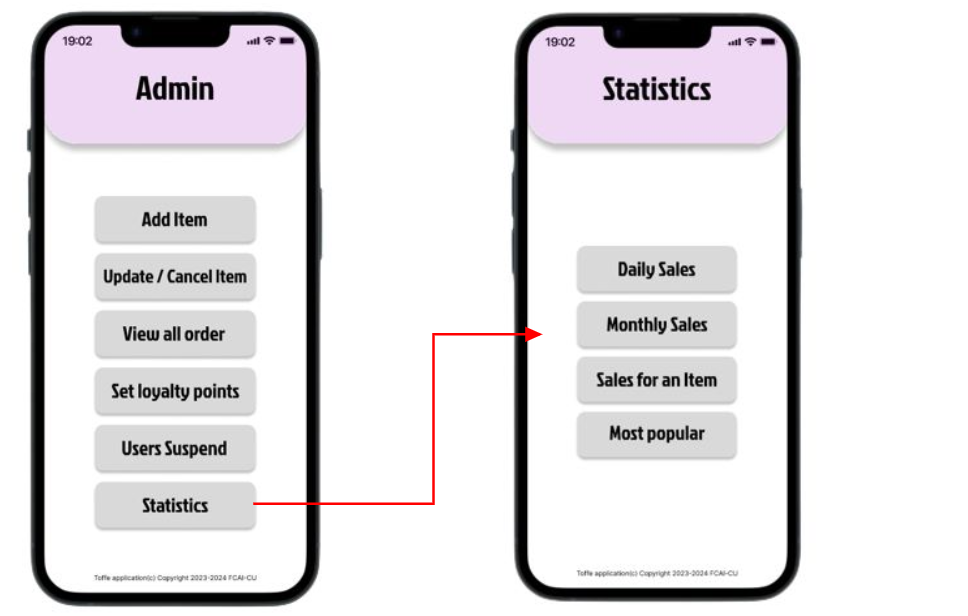 19:02
Admin
Add Item
Update / Cancel Item
View all order
Set loyalty points
Users Suspend
Statistics
Toffe application(c) Copyright 2023-2024 FCAI-CU
19:02
Statistics
Daily Sales
Monthly Sales
Sales for an Item
Most popular
Toffe application(c) Copyright 2023-2024-FCAI-CU